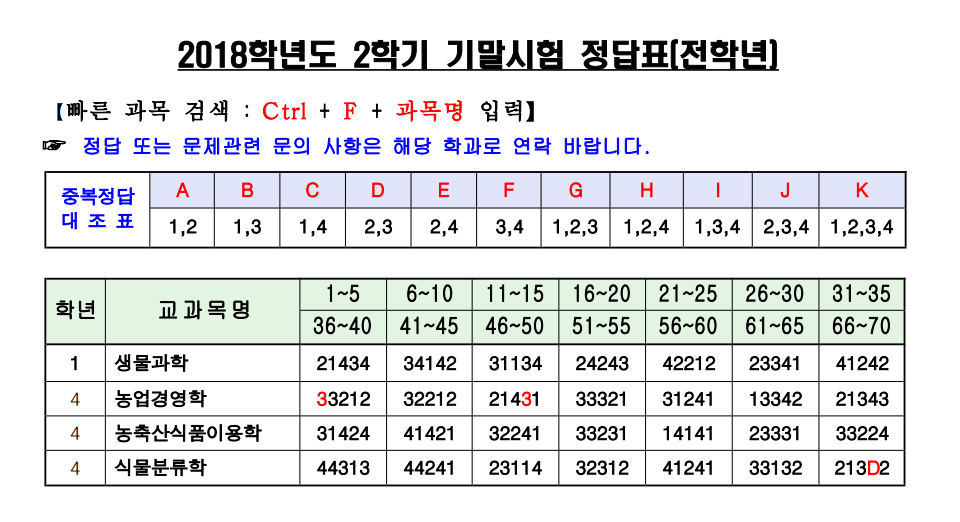 2018학년도 2학기 기말시험 정답표(전학년)
【빠른 과목 검색 : Ctrl + F + 과목명 입력】
☞ 정답 또는 문제관련 문의 사항은 해당 학과로 연락 바랍니다.
중복정답 대 조 표 A B C D E F G H I J K
1,2 1,3 1,4 2,3 2,4 3,4 1,2,3 1,2,4 1,3,4 2,3,4 1,2,3,4
학년 교과목명 1~5 6~10 11~15 16~20 21~25 26~30 31~35
36~40 41~45 46~50 51~55 56~60 61~65 66~70
1 생물과학 21434 34142 31134 24243 42212 23341 41242
4 농업경영학 33212 32212 21431 33321 31241 13342 21343
4 농축산식품이용학 31424 41421 32241 33231 14141 23331 33224
4 식물분류학 44313 44241 23114 32312 41241 33132 213D2